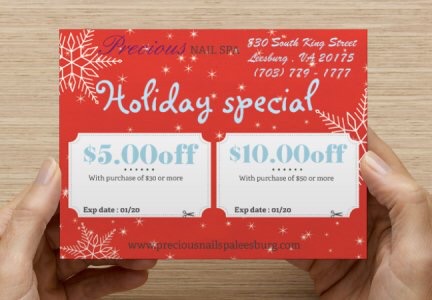 Precious NAIL SPA
830 South King Street
Leesburg . VA 20175
(703) 779 - 1777
Holiday special
$5.00off
With purchase of $30 or more
Exp date : 01/20
$10.00off
With purchase of $50 or more
Exp date : 01/20
www.preciousnailspaleesburg.com